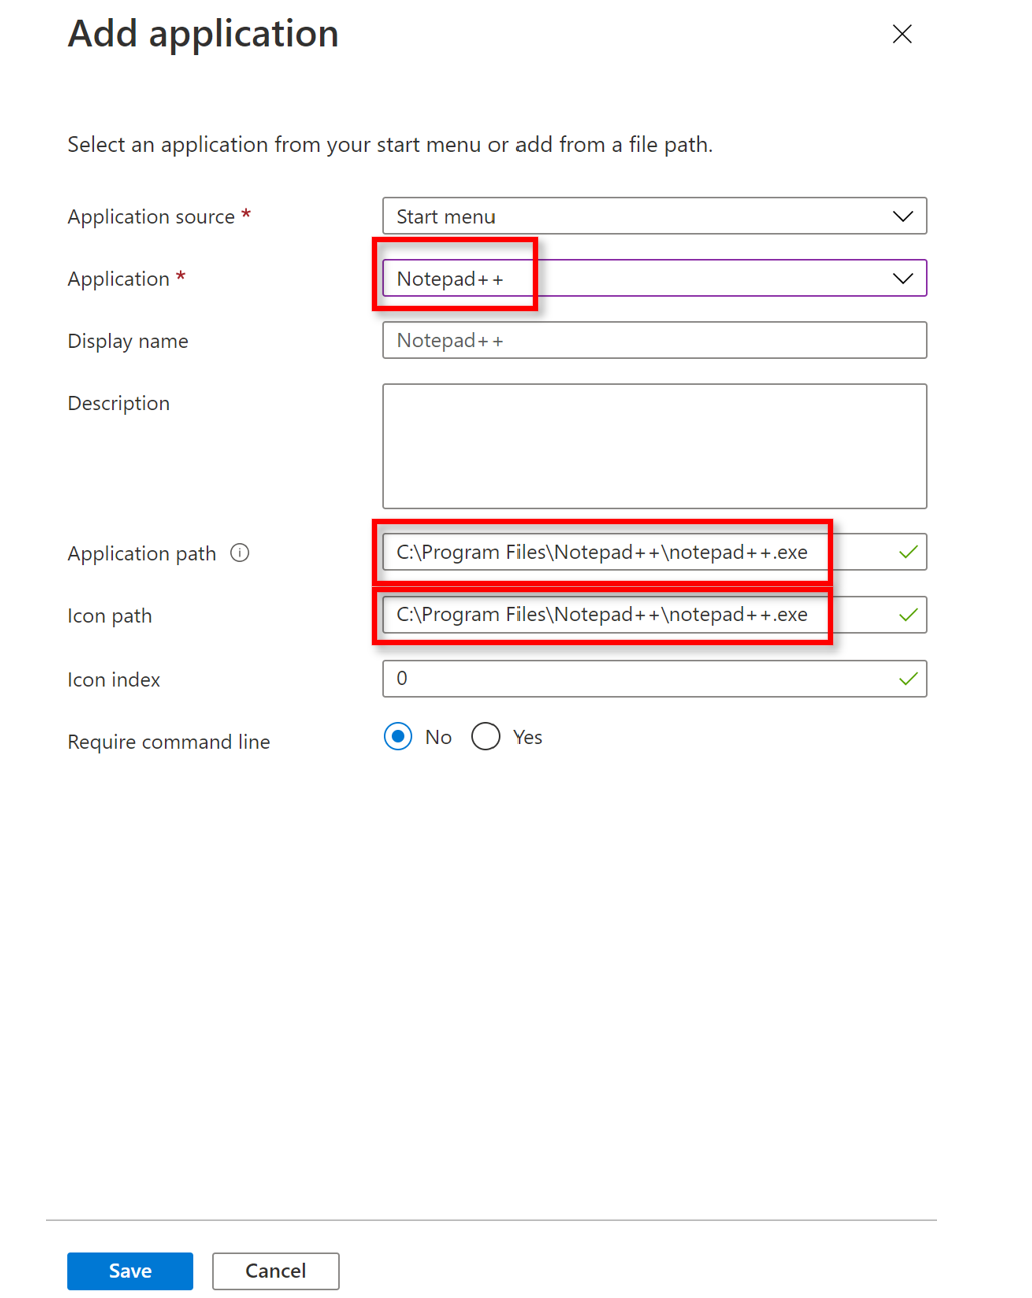 Add application
Select an application from your start menu or add from a file path.
Application source *
Start menu
Application *
Notepad++
Display name
Notepad++
Description
Application path
C:\Program Files\Notepad++\notepad++.exe
Icon path
C:\Program Files\Notepad++\notepad++.exe
Icon index
0
Require command line
No Yes
Save Cancel